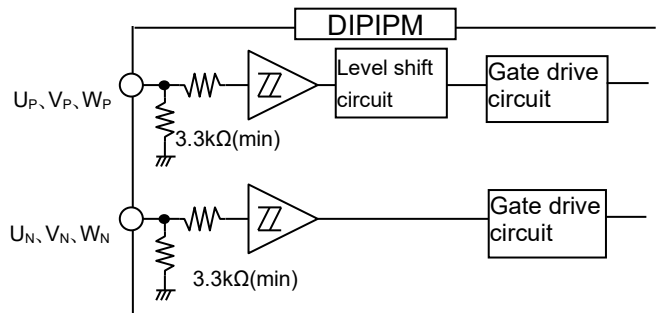 DIPIPM
Level shift
circuit
Gate drive
circuit
UP、VP、WP
3.3kΩ(min)
Gate drive
circuit
UN、VN、WN
3.3kΩ(min)